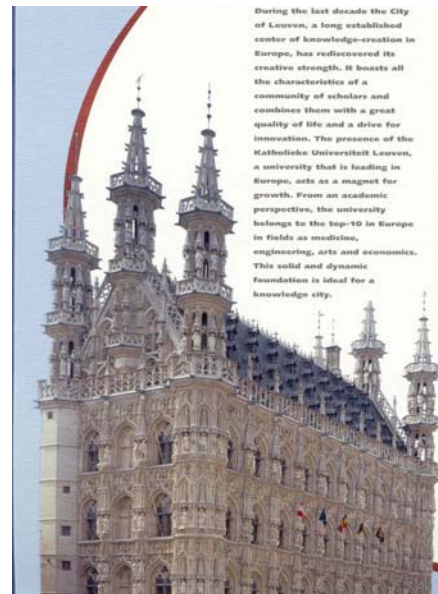 During the last decade the City
of Leuven, a long established
center of knowledge-creation in
Europe, has rediscovered its
creative strength. It boasts all
the characteristics of a
community of scholars and
combines them with a great
quality of life and a drive for
innovation. The presence of the
Katholieke Universiteit Leuven,
a university that is leading in
Europe, acts as a magnet for
growth. From an academic
perspective, the university
belongs to the top-10 in Europe
in fields as medicine,
engineering, arts and economics.
This solid and dynamic
foundation is ideal for a
knowledge city.